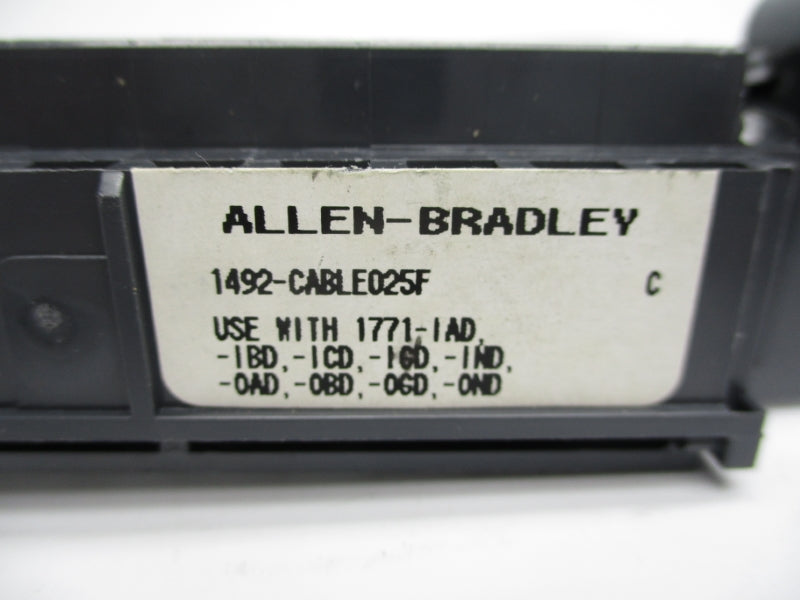 ALLEN-BRADLEY
1492-CABLE025F C
USE WITH 1771-IAD,
-IBD,-ICD,-IGD,-IND,
-OAD,-OBD,-OGD,-OND